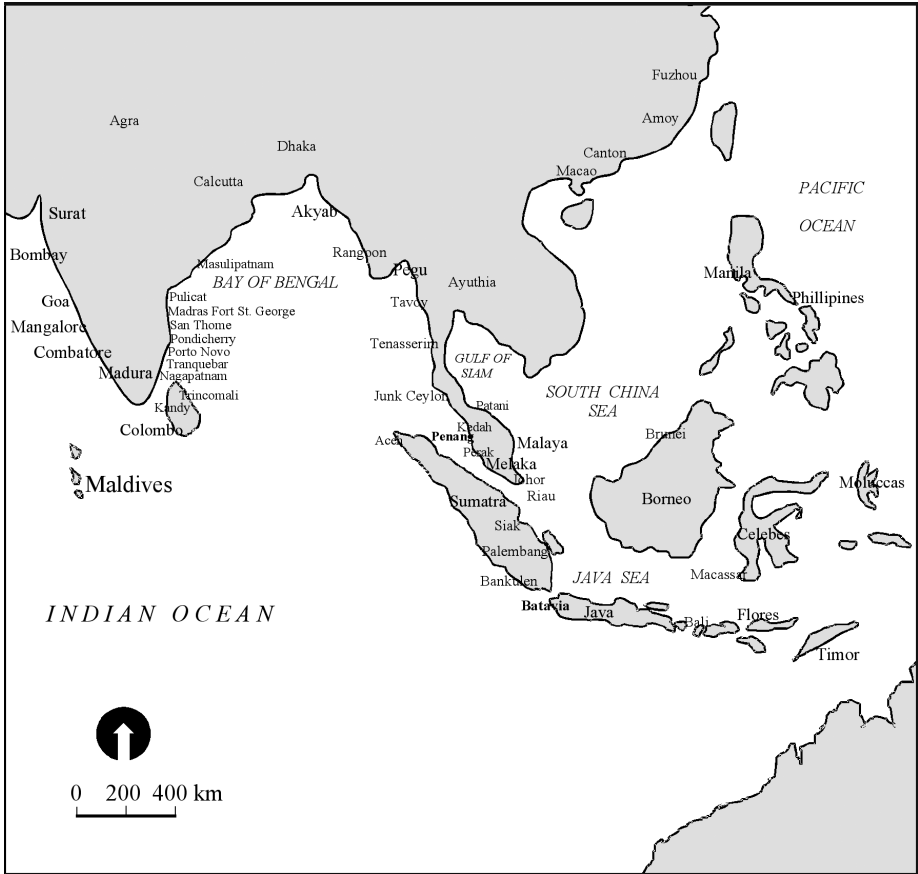 Fuzhou
Agra
Amoy
Dhaka
Canton
Macao
Calcutta
PACIFIC
OCEAN
Surat
Akyab
Bombay
Rangoon
Masulipatnam
Pegu
Manila
BAY OF BENGAL
Ayuthia
Pulicat
Phillipines
Goa
Tavoy
Madras Fort St. George
Mangalore
San Thome
Pondicherry
Tenasserim
Combatore
Porto Novo
GULF OF
SIAM
Tranquebar
Madura
Nagapatnam
Trincomali
Junk Ceylon
SOUTH CHINA
SEA
Kandy
Patani
Colombo
Kedah
Penang
Brunei
Aceh
Malaya
Perak
Melaka
Maldives
Johor
Moluccas
Riau
Sumatra
Borneo
Siak
Celebes
Palembang
Bankulen
JAVA SEA
Macassar
INDIAN OCEAN
Batavia
Java
Bali
Flores
Timor
0 200 400 km